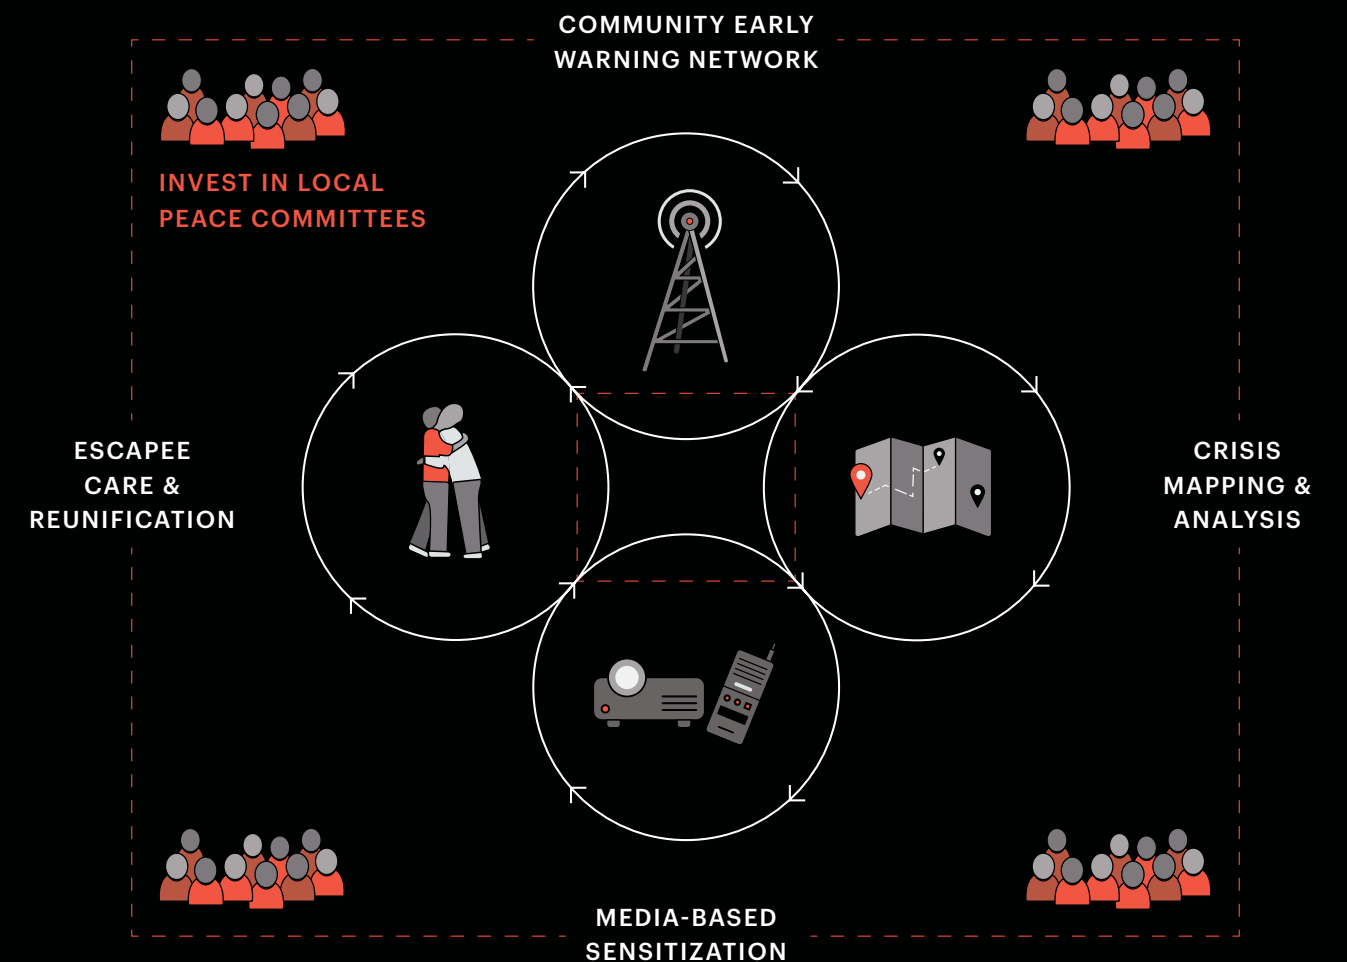 COMMUNITY EARLY
WARNING NETWORK
INVEST IN LOCAL
PEACE COMMITTEES
ESCAPEE
CARE &
REUNIFICATION
CRISIS
MAPPING &
ANALYSIS
MEDIA-BASED
SENSITIZATION